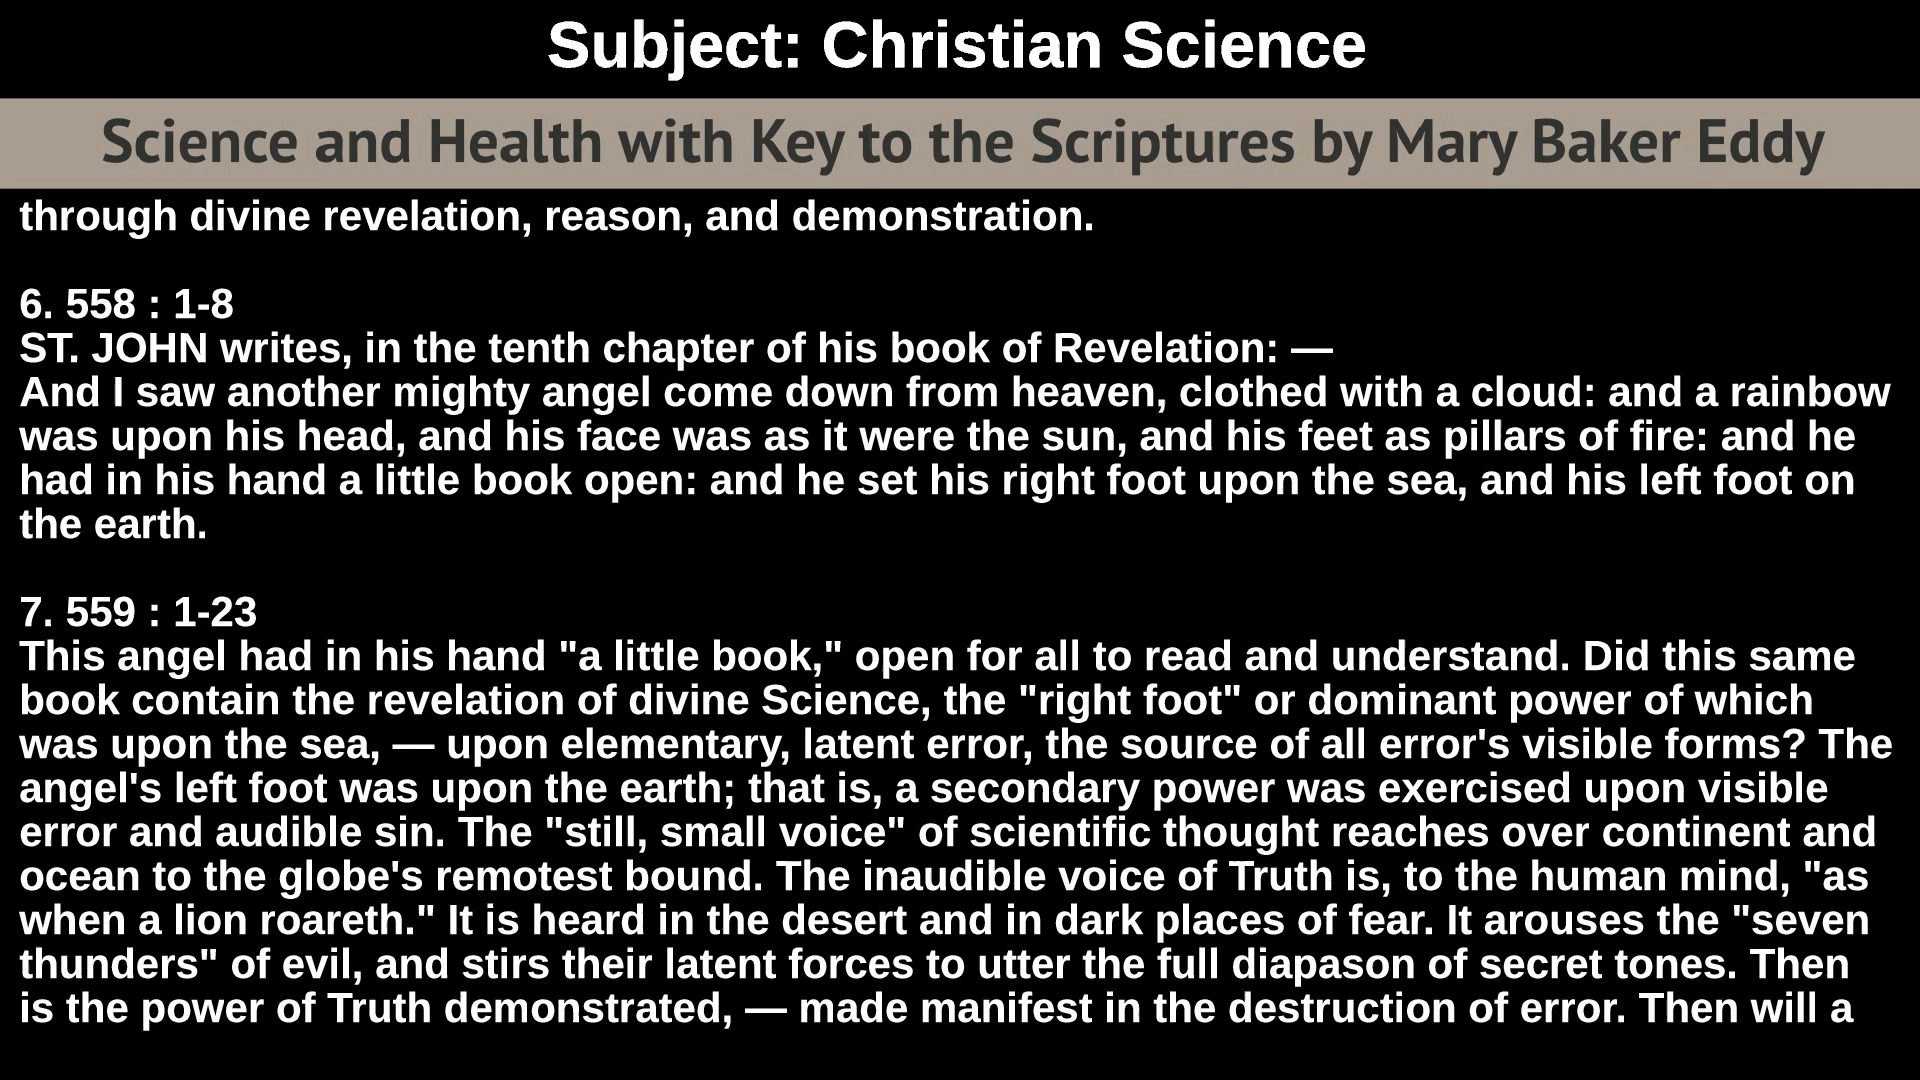 Subject: Christian Science
Science and Health with Key to the Scriptures by Mary Baker Eddy
through divine revelation, reason, and demonstration.
6. 558 : 1-8
ST. JOHN writes, in the tenth chapter of his book of Revelation: —
And I saw another mighty angel come down from heaven, clothed with a cloud: and a rainbow
was upon his head, and his face was as it were the sun, and his feet as pillars of fire: and he
had in his hand a little book open: and he set his right foot upon the sea, and his left foot on
the earth.
7. 559 : 1-23
This angel had in his hand "a little book," open for all to read and understand. Did this same
book contain the revelation of divine Science, the "right foot" or dominant power of which
was upon the sea, — upon elementary, latent error, the source of all error's visible forms? The
angel's left foot was upon the earth; that is, a secondary power was exercised upon visible
error and audible sin. The "still, small voice" of scientific thought reaches over continent and
ocean to the globe's remotest bound. The inaudible voice of Truth is, to the human mind, "as
when a lion roareth." It is heard in the desert and in dark places of fear. It arouses the "seven
thunders" of evil, and stirs their latent forces to utter the full diapason of secret tones. Then
is the power of Truth demonstrated, — made manifest in the destruction of error. Then will a